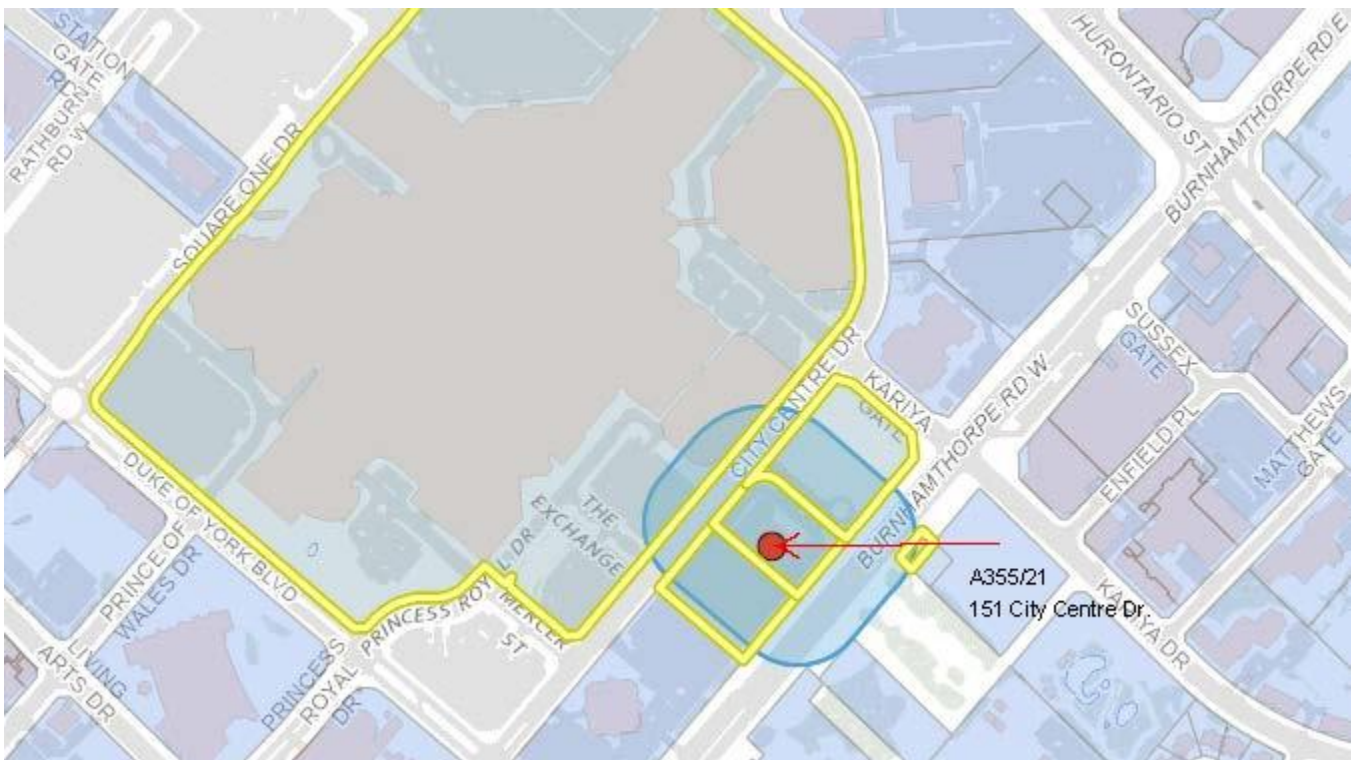 STATION
GATE
RD
RATHBURN
RD W
SQUARE ONE DR
HURONTARIO ST
BURNHAMTHORPE RD E
SUSSEX
GATE
CITY CENTRE DR
KARIYA
GATE
BURNHAMTHORPE RD W
ENFIELD PL
MATTHEWS
GATE
DUKE OF YORK BLVD
PRINCE OF
WALES DR
THE
EXCHANGE
PRINCESS ROYAL DR
MERCER
ST
LIVING
ARTS DR
PRINCESS
ROYAL
DR
A355/21
151 City Centre Dr.
KARIYA DR